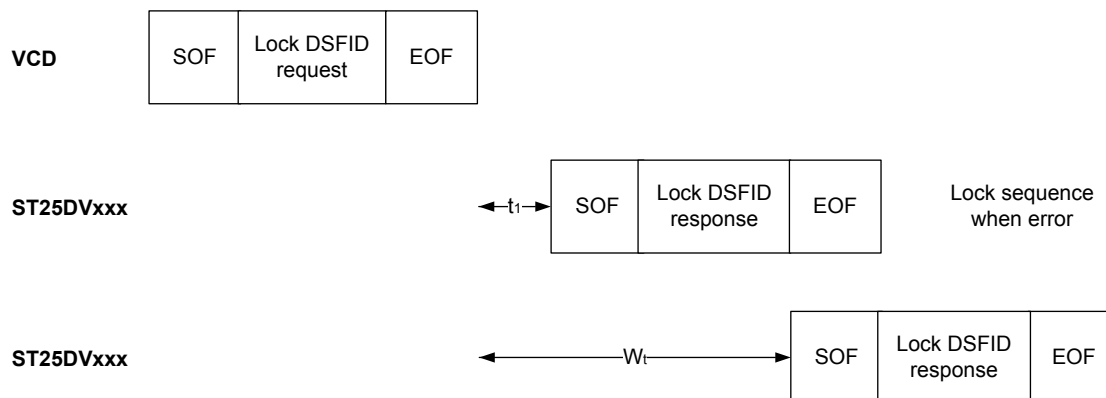 VCD
SOF
Lock DSFID
request
EOF
ST25DVxxx
t1
SOF
Lock DSFID
response
EOF
Lock sequence
when error
ST25DVxxx
Wt
SOF
Lock DSFID
response
EOF